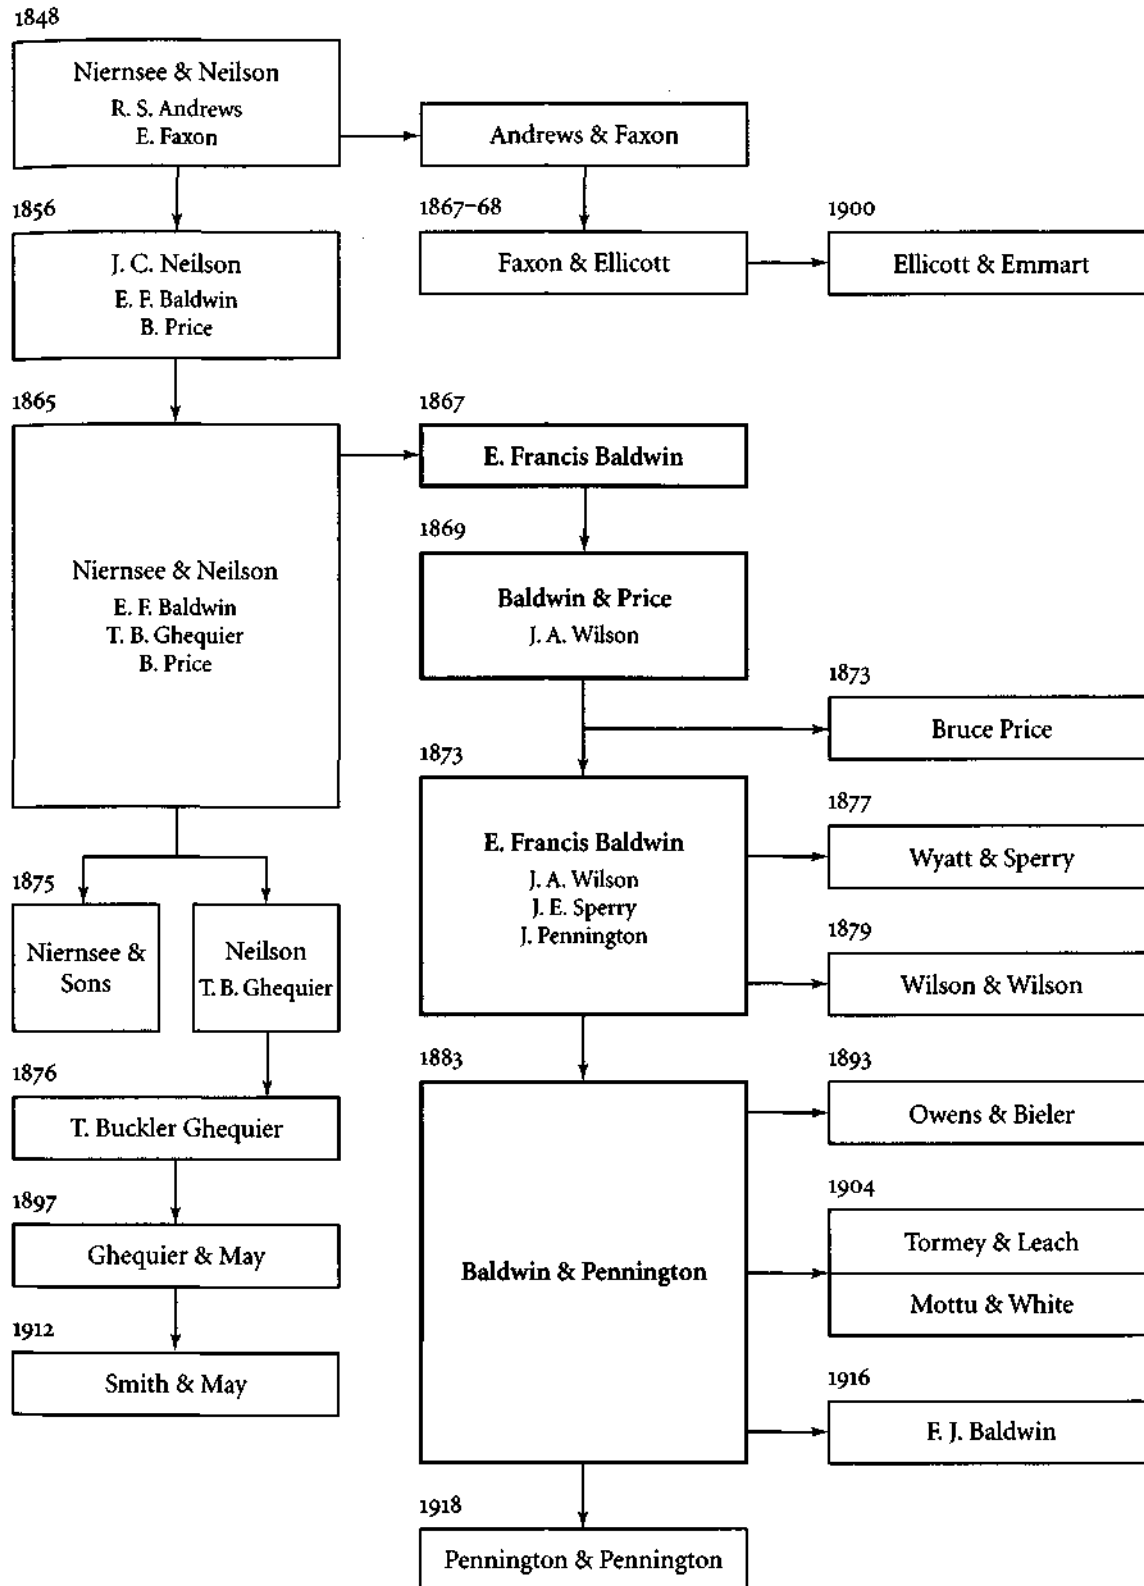 1848
Niernsee & Neilson
R. S. Andrews
E. Faxon
Andrews & Faxon
1856
J. C. Neilson
E. F. Baldwin
B. Price
1867–68
Faxon & Ellicott
1900
Ellicott & Emmart
1865
Niernsee & Neilson
E. F. Baldwin
T. B. Ghequier
B. Price
1867
E. Francis Baldwin
1869
Baldwin & Price
J. A. Wilson
1873
Bruce Price
1873
E. Francis Baldwin
J. A. Wilson
J. E. Sperry
J. Pennington
1877
Wyatt & Sperry
1879
Wilson & Wilson
1875
Niernsee &
Sons
Neilson
T. B. Ghequier
1876
T. Buckler Ghequier
1897
Ghequier & May
1912
Smith & May
1883
Baldwin & Pennington
1893
Owens & Bieler
1904
Tormey & Leach
Mottu & White
1916
F. J. Baldwin
1918
Pennington & Pennington